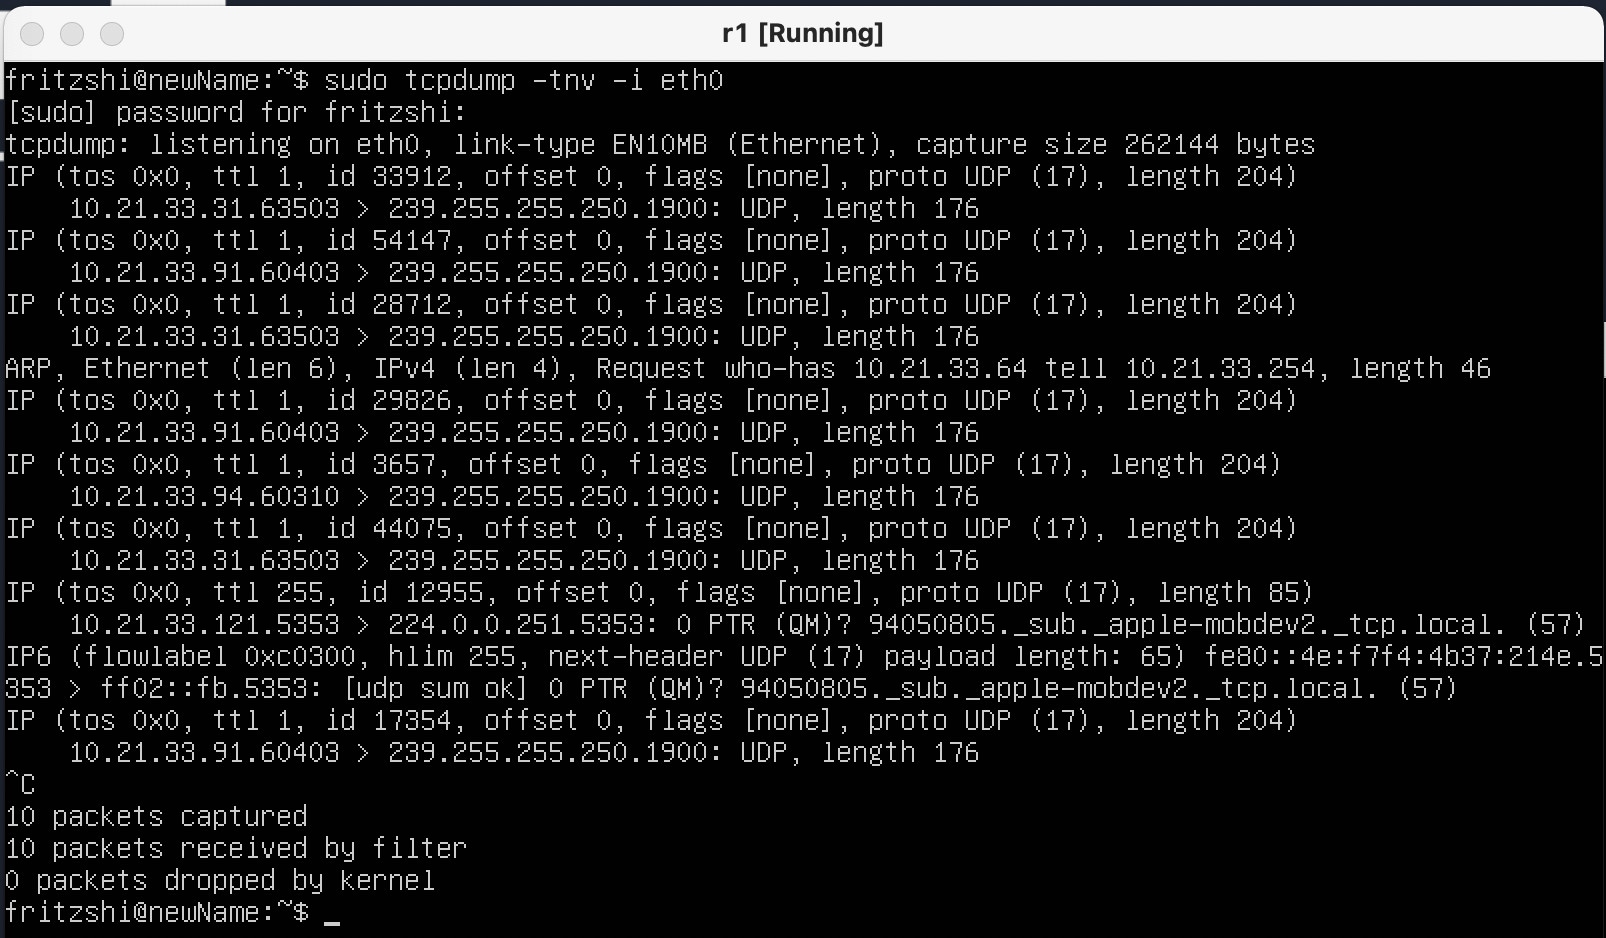 r1 [Running]
fritzshi@newName:~$ sudo tcpdump -tnv -i eth0
[sudo] password for fritzshi:
tcpdump: listening on eth0, link-type EN10MB (Ethernet), capture size 262144 bytes
IP (tos 0x0, ttl 1, id 33912, offset 0, flags [none], proto UDP (17), length 204)
    10.21.33.31.63503 > 239.255.255.250.1900: UDP, length 176
IP (tos 0x0, ttl 1, id 54147, offset 0, flags [none], proto UDP (17), length 204)
    10.21.33.91.60403 > 239.255.255.250.1900: UDP, length 176
IP (tos 0x0, ttl 1, id 28712, offset 0, flags [none], proto UDP (17), length 204)
    10.21.33.31.63503 > 239.255.255.250.1900: UDP, length 176
ARP, Ethernet (len 6), IPv4 (len 4), Request who-has 10.21.33.64 tell 10.21.33.254, length 46
IP (tos 0x0, ttl 1, id 29826, offset 0, flags [none], proto UDP (17), length 204)
    10.21.33.91.60403 > 239.255.255.250.1900: UDP, length 176
IP (tos 0x0, ttl 1, id 3657, offset 0, flags [none], proto UDP (17), length 204)
    10.21.33.94.60310 > 239.255.255.250.1900: UDP, length 176
IP (tos 0x0, ttl 1, id 44075, offset 0, flags [none], proto UDP (17), length 204)
    10.21.33.31.63503 > 239.255.255.250.1900: UDP, length 176
IP (tos 0x0, ttl 255, id 12955, offset 0, flags [none], proto UDP (17), length 85)
    10.21.33.121.5353 > 224.0.0.251.5353: 0 PTR (QM)? 94050805._sub._apple-mobdev2._tcp.local. (57)
IP6 (flowlabel 0xc0300, hlim 255, next-header UDP (17) payload length: 65) fe80::4e:f7f4:4b37:214e.5
353 > ff02::fb.5353: [udp sum ok] 0 PTR (QM)? 94050805._sub._apple-mobdev2._tcp.local. (57)
IP (tos 0x0, ttl 1, id 17354, offset 0, flags [none], proto UDP (17), length 204)
    10.21.33.91.60403 > 239.255.255.250.1900: UDP, length 176
^C
10 packets captured
10 packets received by filter
0 packets dropped by kernel
fritzshi@newName:~$ _